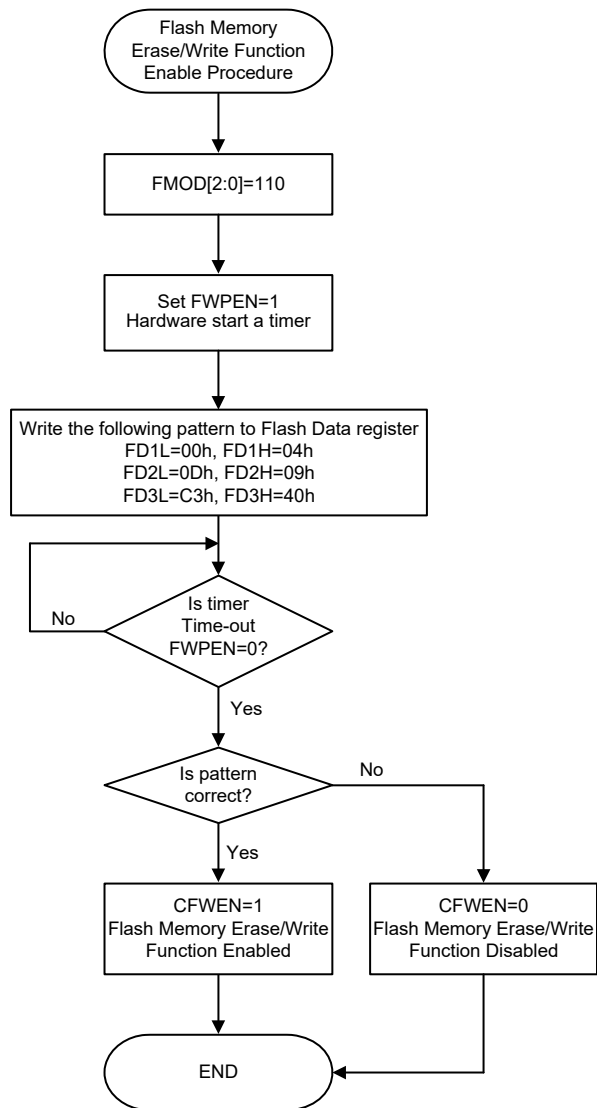 Flash Memory
Erase/Write Function
Enable Procedure
FMOD[2:0]=110
Set FWPEN=1
Hardware start a timer
Write the following pattern to Flash Data register
FD1L=00h, FD1H=04h
FD2L=0Dh, FD2H=09h
FD3L=C3h, FD3H=40h
Is timer
Time-out
FWPEN=0?
No
Yes
Is pattern
correct?
No
Yes
CFWEN=1
Flash Memory Erase/Write
Function Enabled
CFWEN=0
Flash Memory Erase/Write
Function Disabled
END